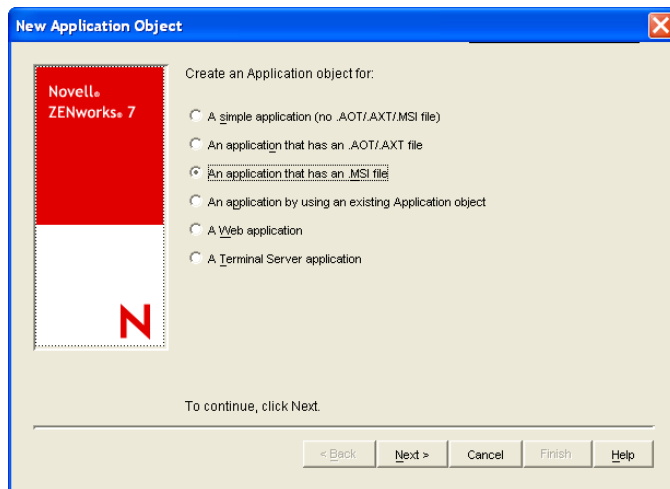 New Application Object
Novell®
ZENworks® 7
Create an Application object for:
A simple application (no .AOT/.AXT/.MSI file)
An application that has an .AOT/.AXT file
An application that has an .MSI file
An application by using an existing Application object
A Web application
A Terminal Server application
N
To continue, click Next.
< Back
Next >
Cancel
Finish
Help